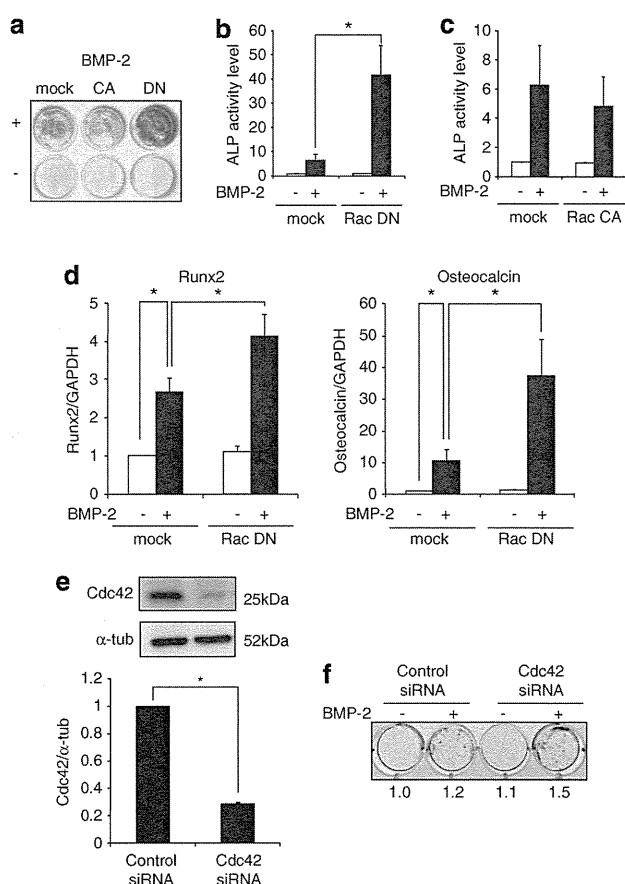 a
BMP-2
mock CA DN
+
-
b
*
ALP activity level
60
50
40
30
20
10
0
BMP-2 - + - +
mock Rac DN
c
ALP activity level
8
6
4
2
0
BMP-2 - + - +
mock Rac CA
d
Runx2
* *
Runx2/GAPDH
5
4
3
2
1
0
BMP-2 - + - +
mock Rac DN
Osteocalcin
* *
Osteocalcin/GAPDH
60
50
40
30
20
10
0
BMP-2 - + - +
mock Rac DN
e
Cdc42 25kDa
α-tub 52kDa
*
Cdc42/α-tub
1.2
1
0.8
0.6
0.4
0.2
0
Control siRNA
Cdc42 siRNA
f
Control siRNA
Cdc42 siRNA
BMP-2 - + - +
1.0 1.2 1.1 1.5